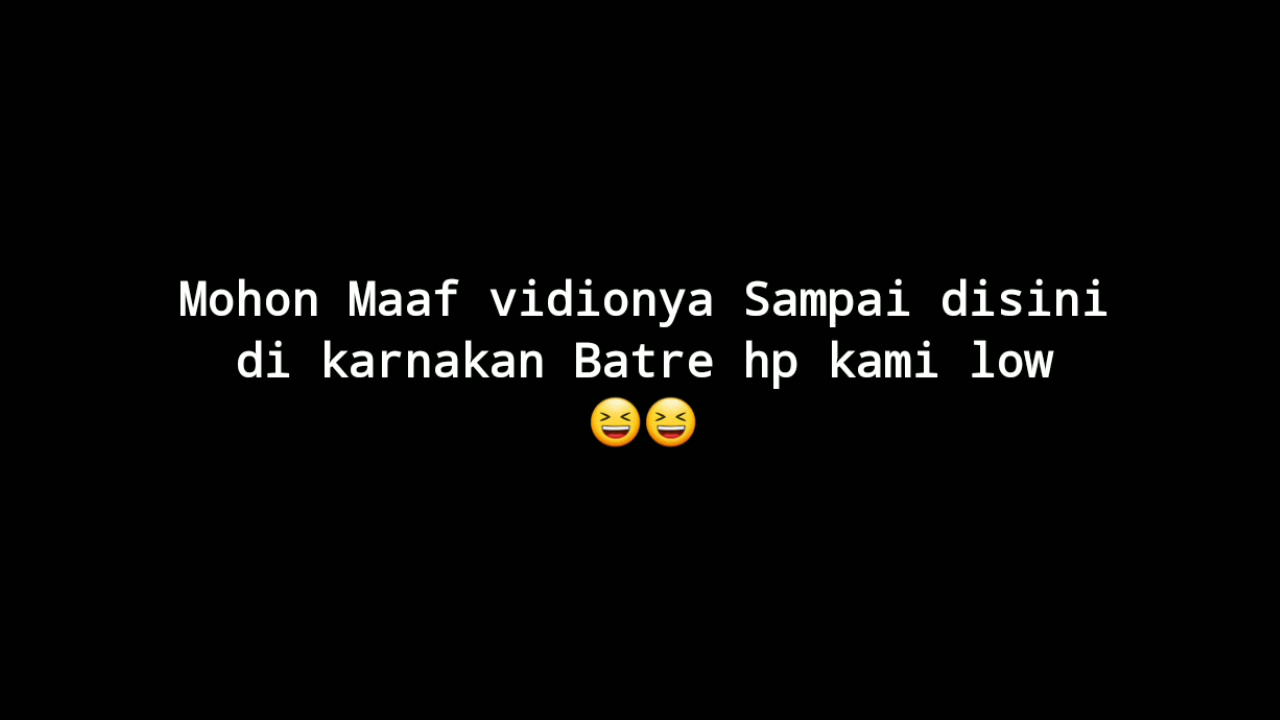 Mohon Maaf vidionya Sampai disini
di karnakan Batre hp kami low
😆😆